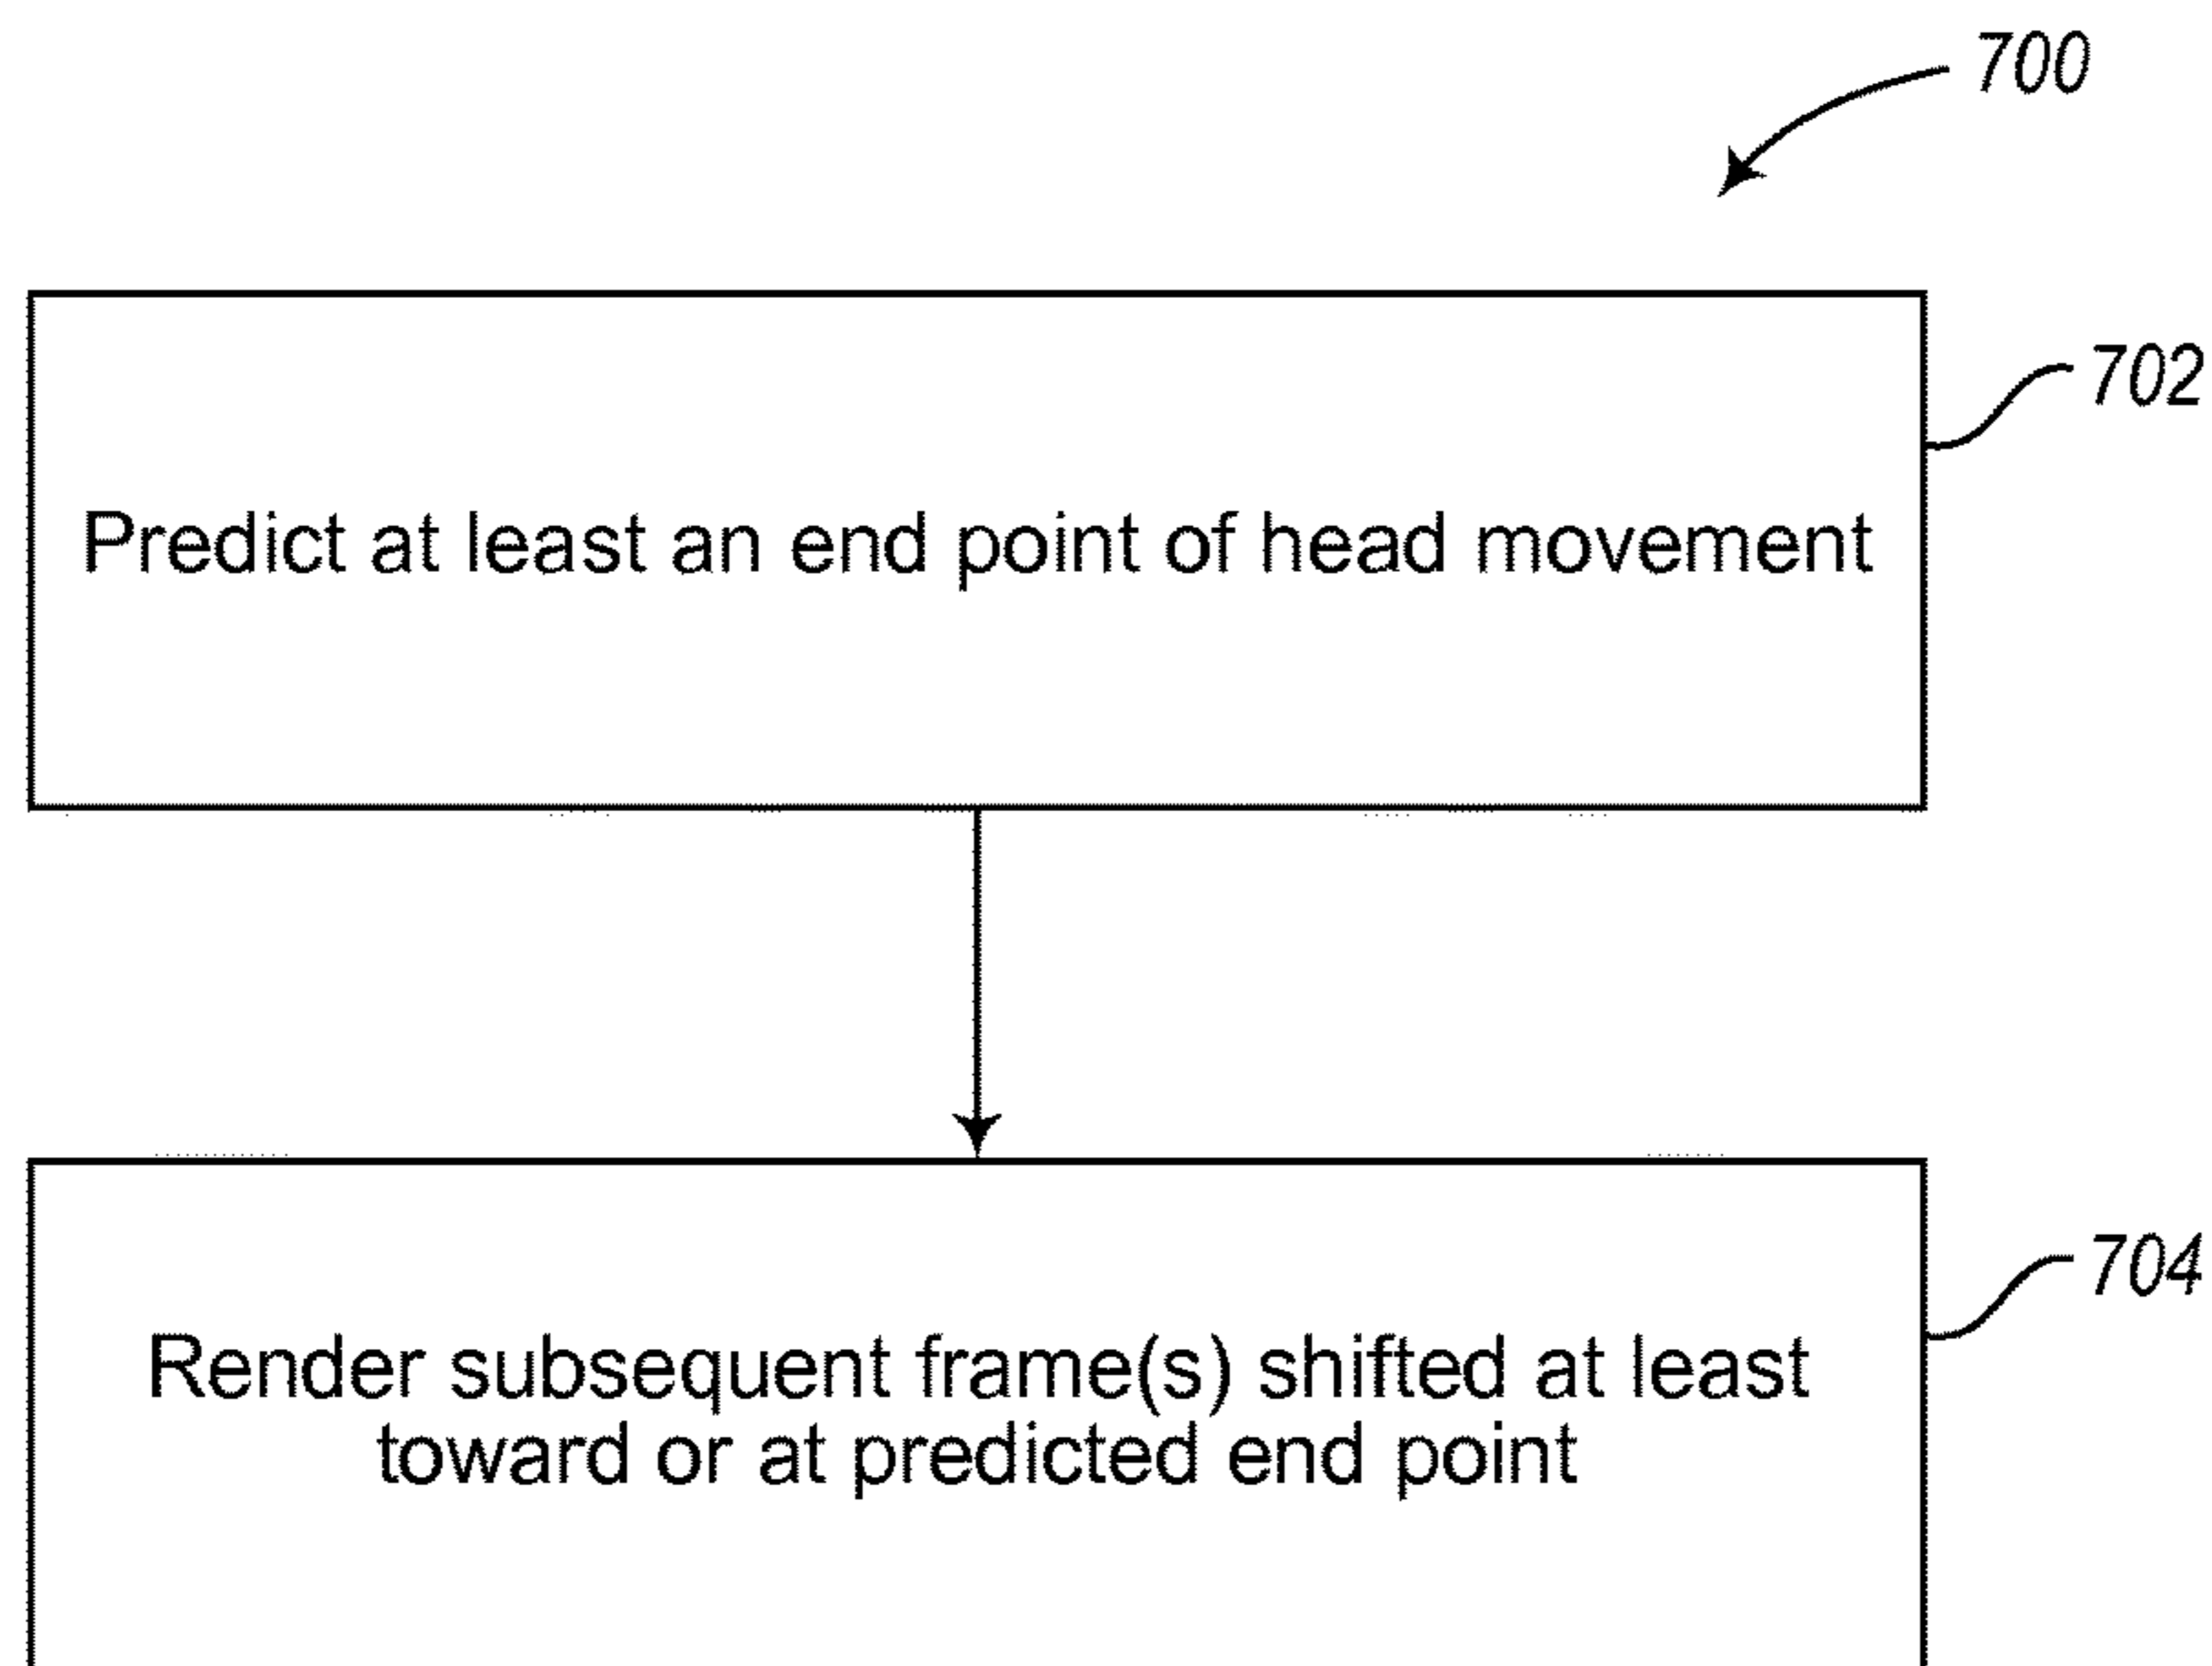 700
702
Predict at least an end point of head movement
704
Render subsequent frame(s) shifted at least
toward or at predicted end point